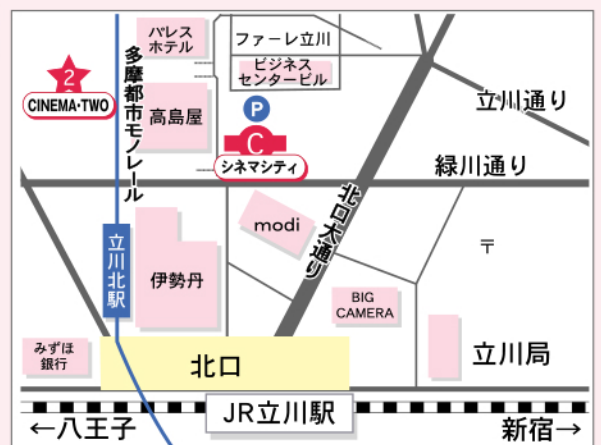 パレス
ホテル
ファーレ立川
ビジネス
センタービル
2
CINEMA・TWO
多摩都市モノレール
高島屋
P
C
シネマシティ
立川通り
緑川通り
北口大通り
modi
立川北駅
伊勢丹
〒
BIG
CAMERA
みずほ
銀行
北口
立川局
JR立川駅
←八王子
新宿→